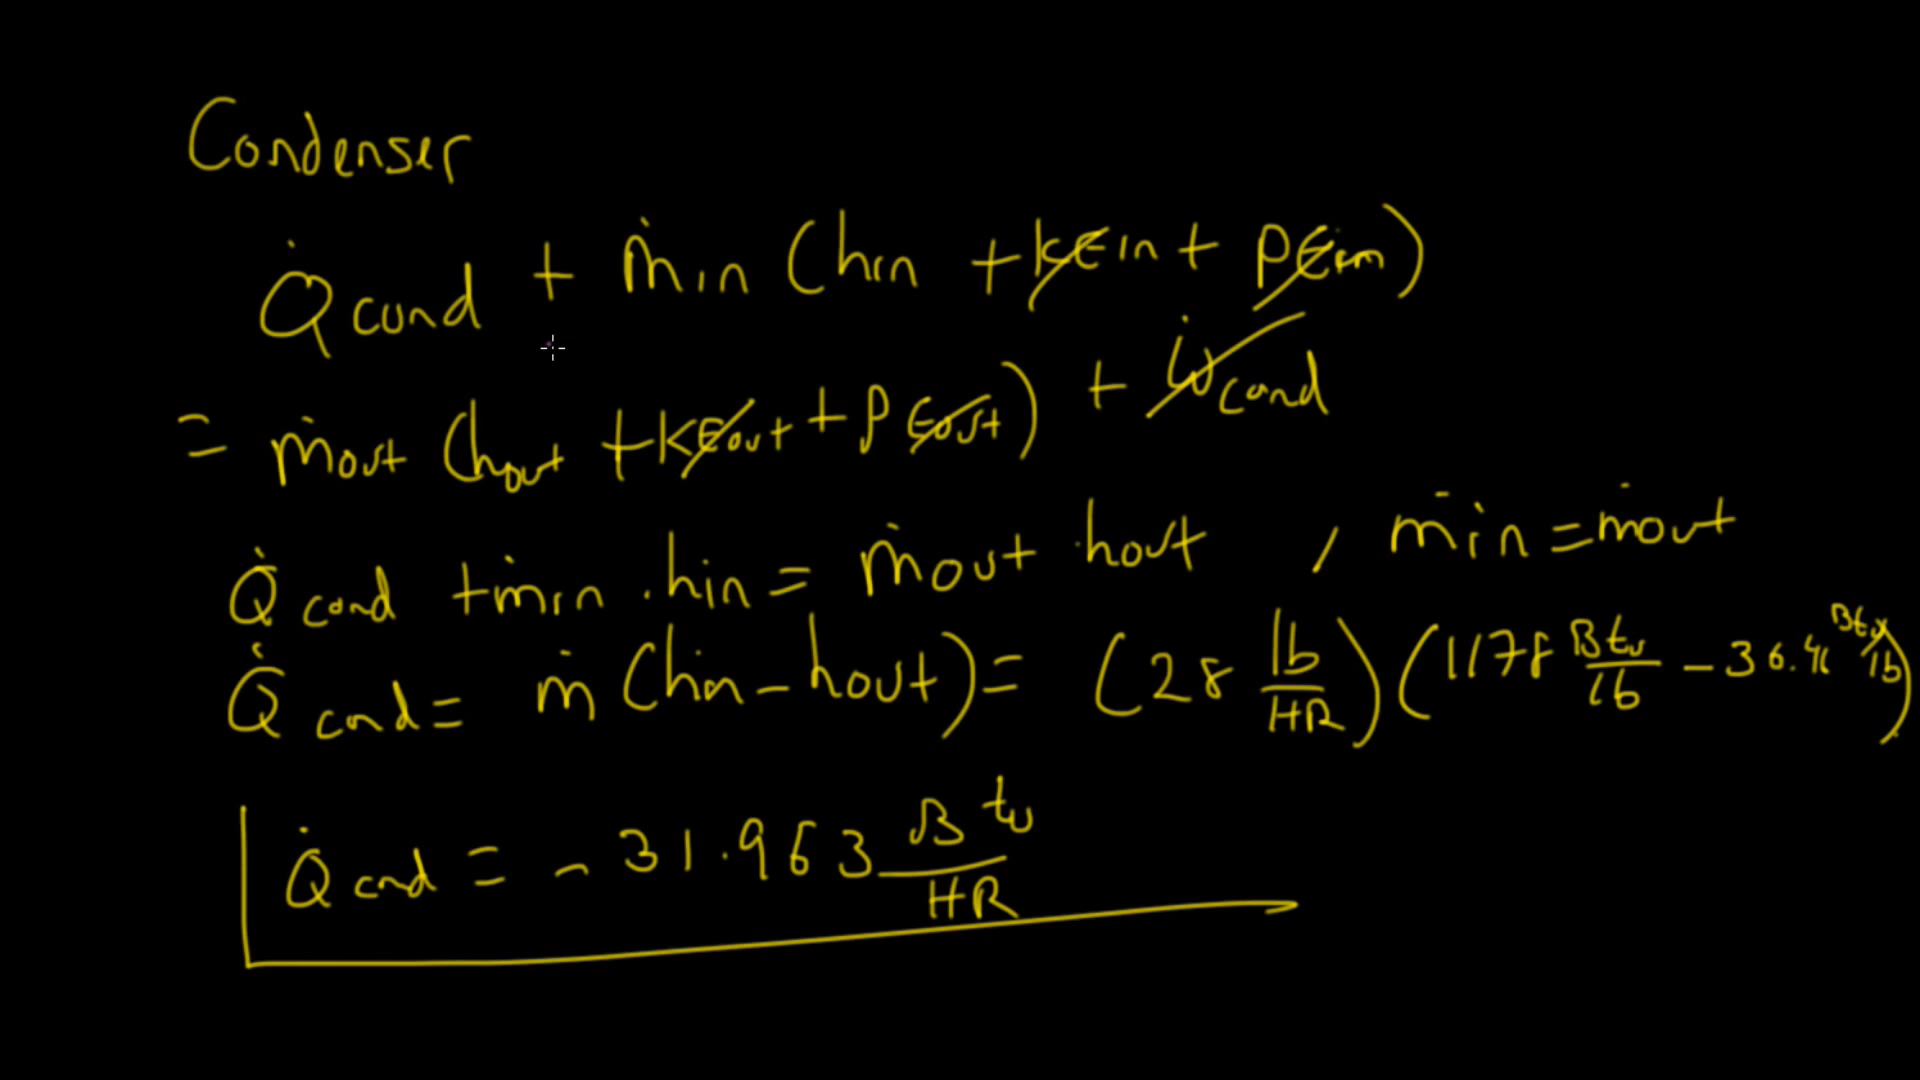 Condenser
Q̇cond + ṁin (hin + KEin + PEin)
= ṁout (hout + KEout + PEout) + Ẇcond
Q̇cond + ṁin . hin = ṁout . hout , ṁin = ṁout
Q̇cond = ṁ (hin - hout) = (28 lb/HR) (1178 Btu/lb - 36.41 Btu/lb)
Q̇cond = - 31.963 Btu/HR